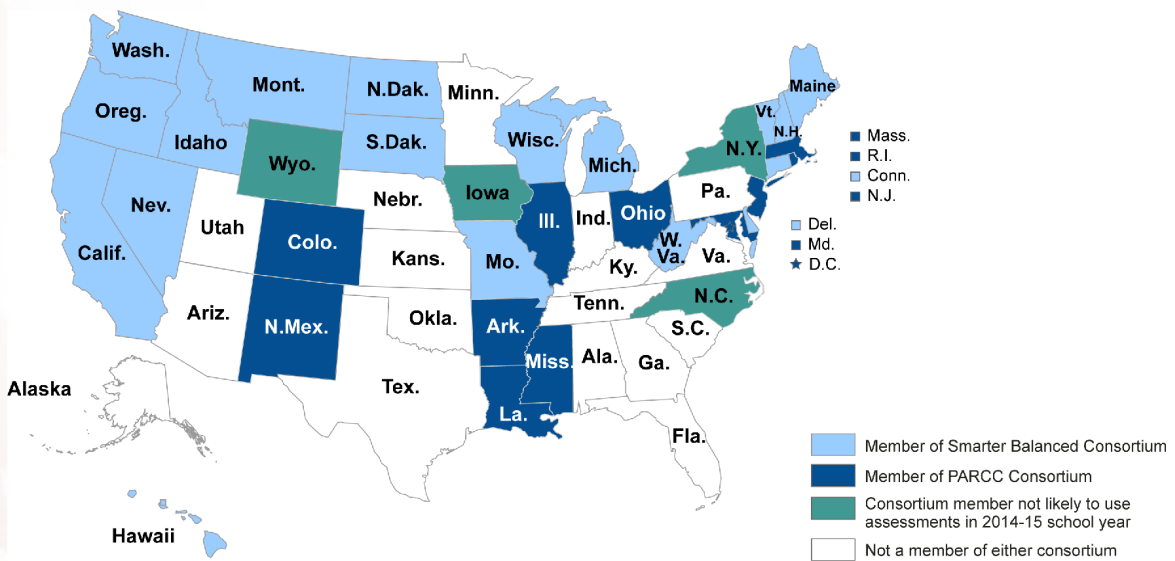 Wash.
Mont.
N.Dak.
Minn.
Oreg.
Idaho
S.Dak.
Wisc.
Mich.
Vt.
Maine
N.H.
N.Y.
Mass.
R.I.
Conn.
N.J.
Wyo.
Iowa
Nebr.
Pa.
Nev.
Utah
Colo.
Ill.
Ind.
Ohio
W.
Va.
Va.
Del.
Md.
D.C.
Calif.
Kans.
Mo.
Ky.
Ariz.
N.Mex.
Okla.
Ark.
Tenn.
N.C.
S.C.
Tex.
Miss.
Ala.
Ga.
La.
Fla.
Alaska
Hawaii
Member of Smarter Balanced Consortium
Member of PARCC Consortium
Consortium member not likely to use
assessments in 2014-15 school year
Not a member of either consortium